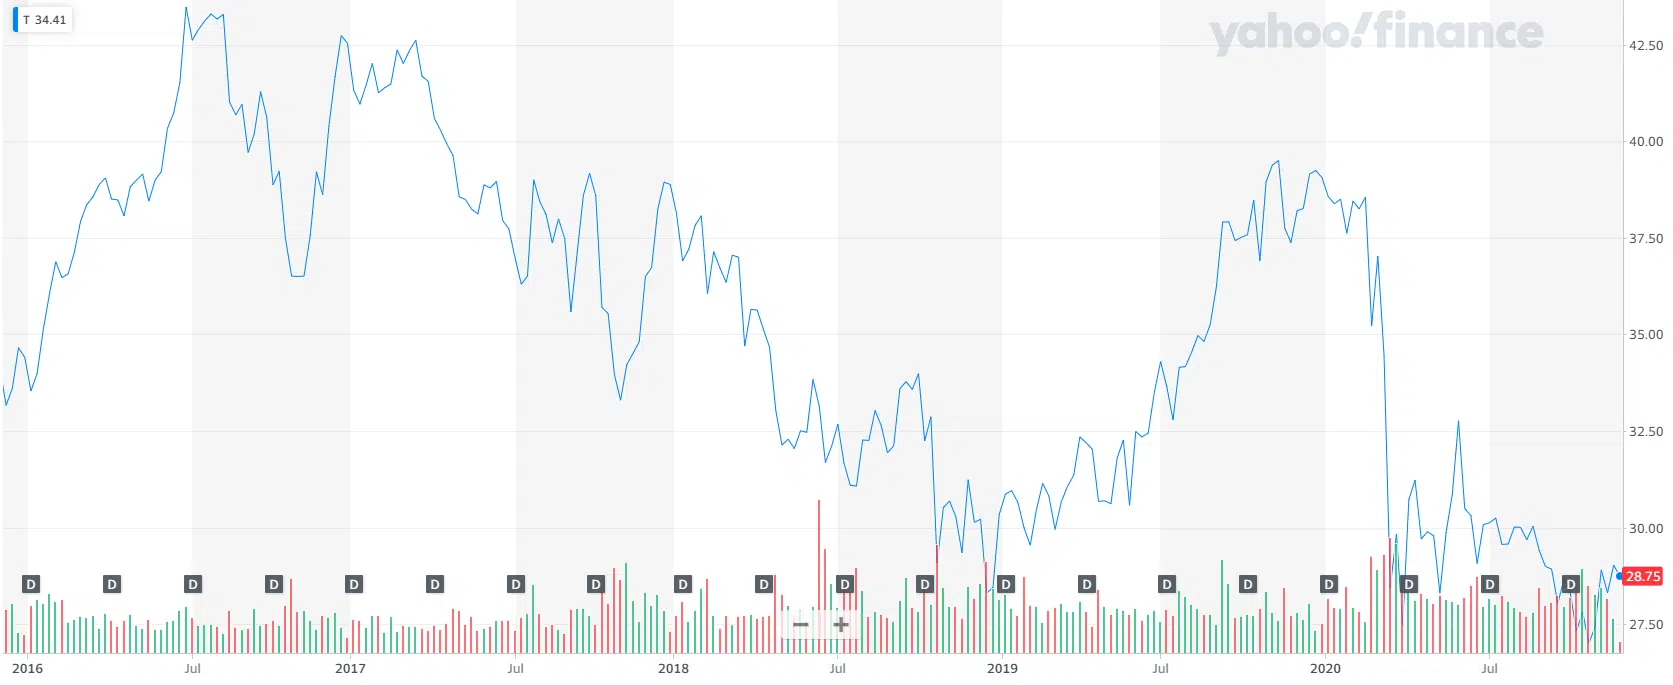 T 34.41
yahoo!finance
42.50
40.00
37.50
35.00
32.50
30.00
28.75
27.50
D D D D D D D D D D D D D D D D D D D D
− +
2016 Jul 2017 Jul 2018 Jul 2019 Jul 2020 Jul